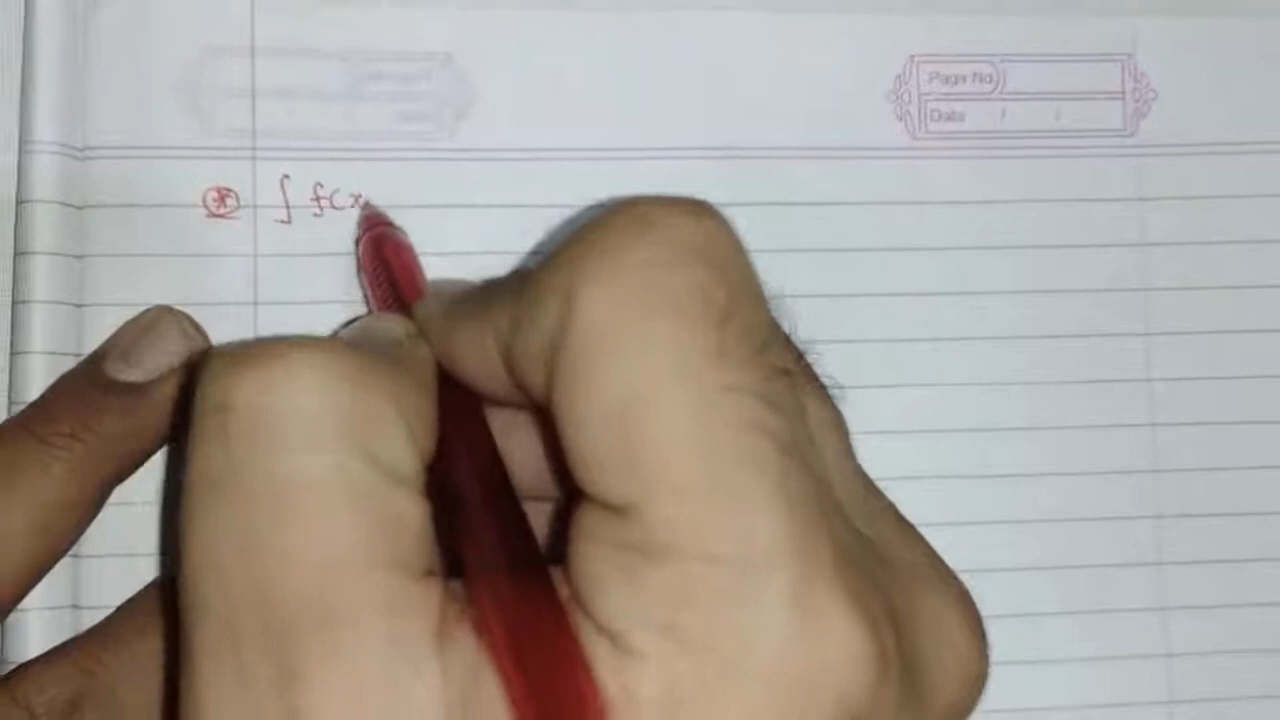 Page No.
Date / /
⊛ ∫ f(x